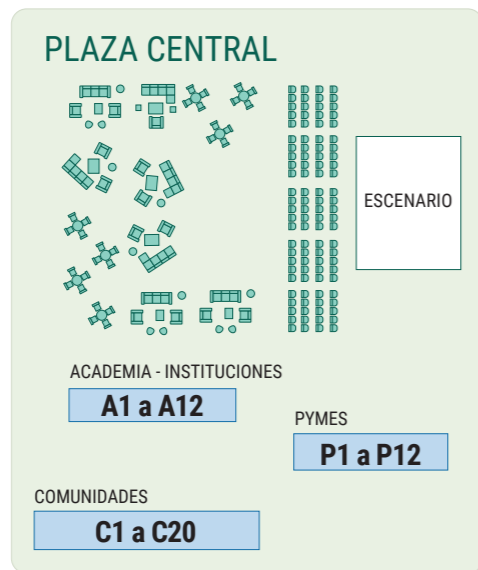 PLAZA CENTRAL
ESCENARIO
ACADEMIA - INSTITUCIONES
A1 a A12
PYMES
P1 a P12
COMUNIDADES
C1 a C20